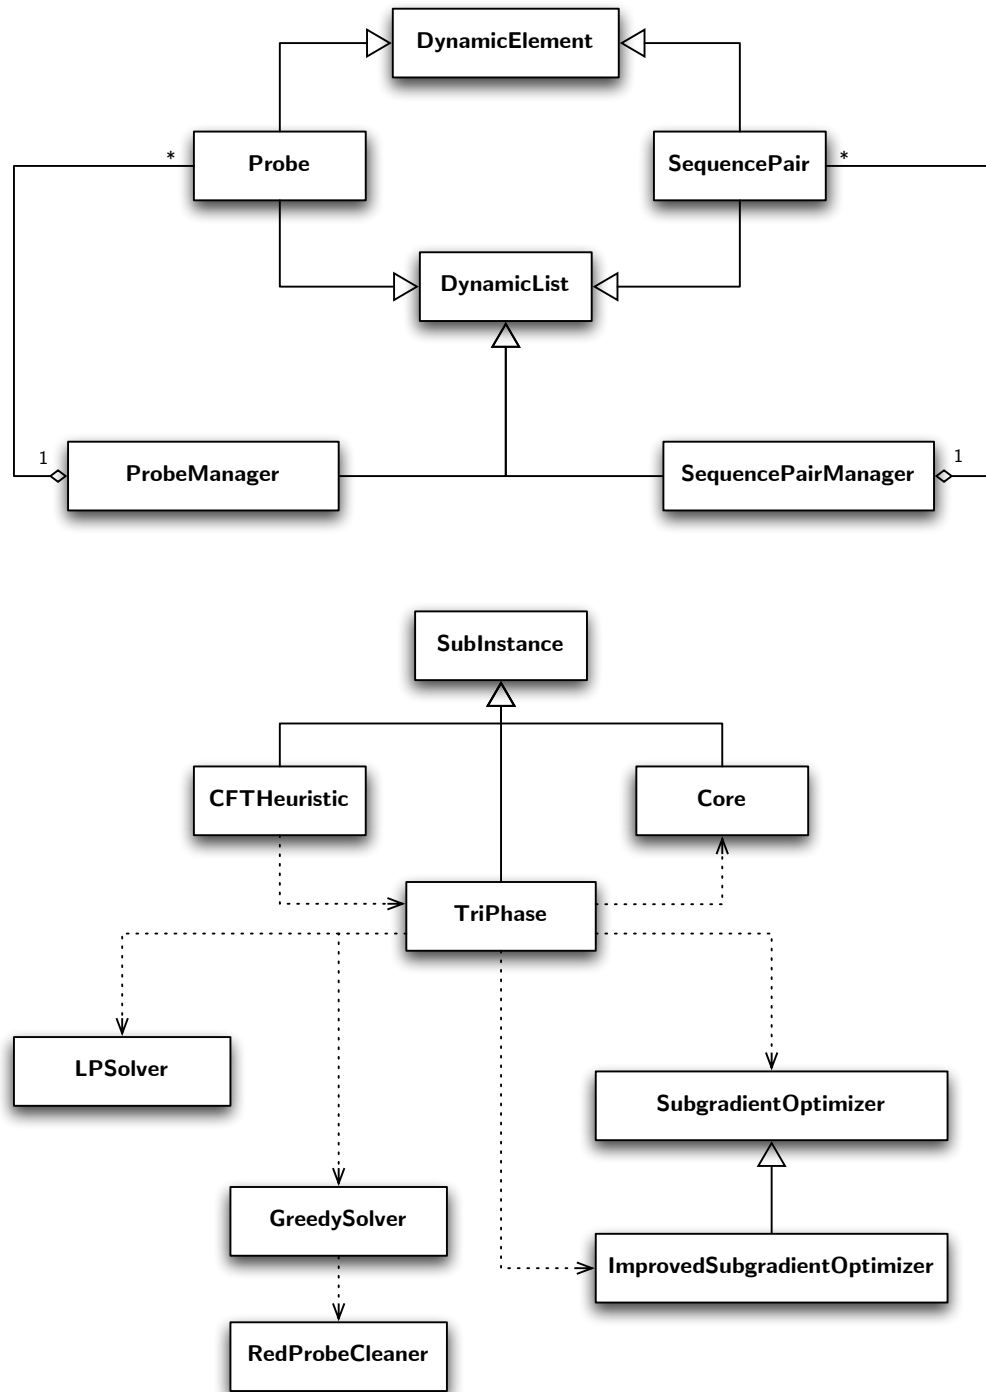 DynamicElement
* Probe SequencePair *
DynamicList
1 ProbeManager SequencePairManager 1
SubInstance
CFTHeuristic Core
TriPhase
LPSolver
SubgradientOptimizer
GreedySolver
ImprovedSubgradientOptimizer
RedProbeCleaner